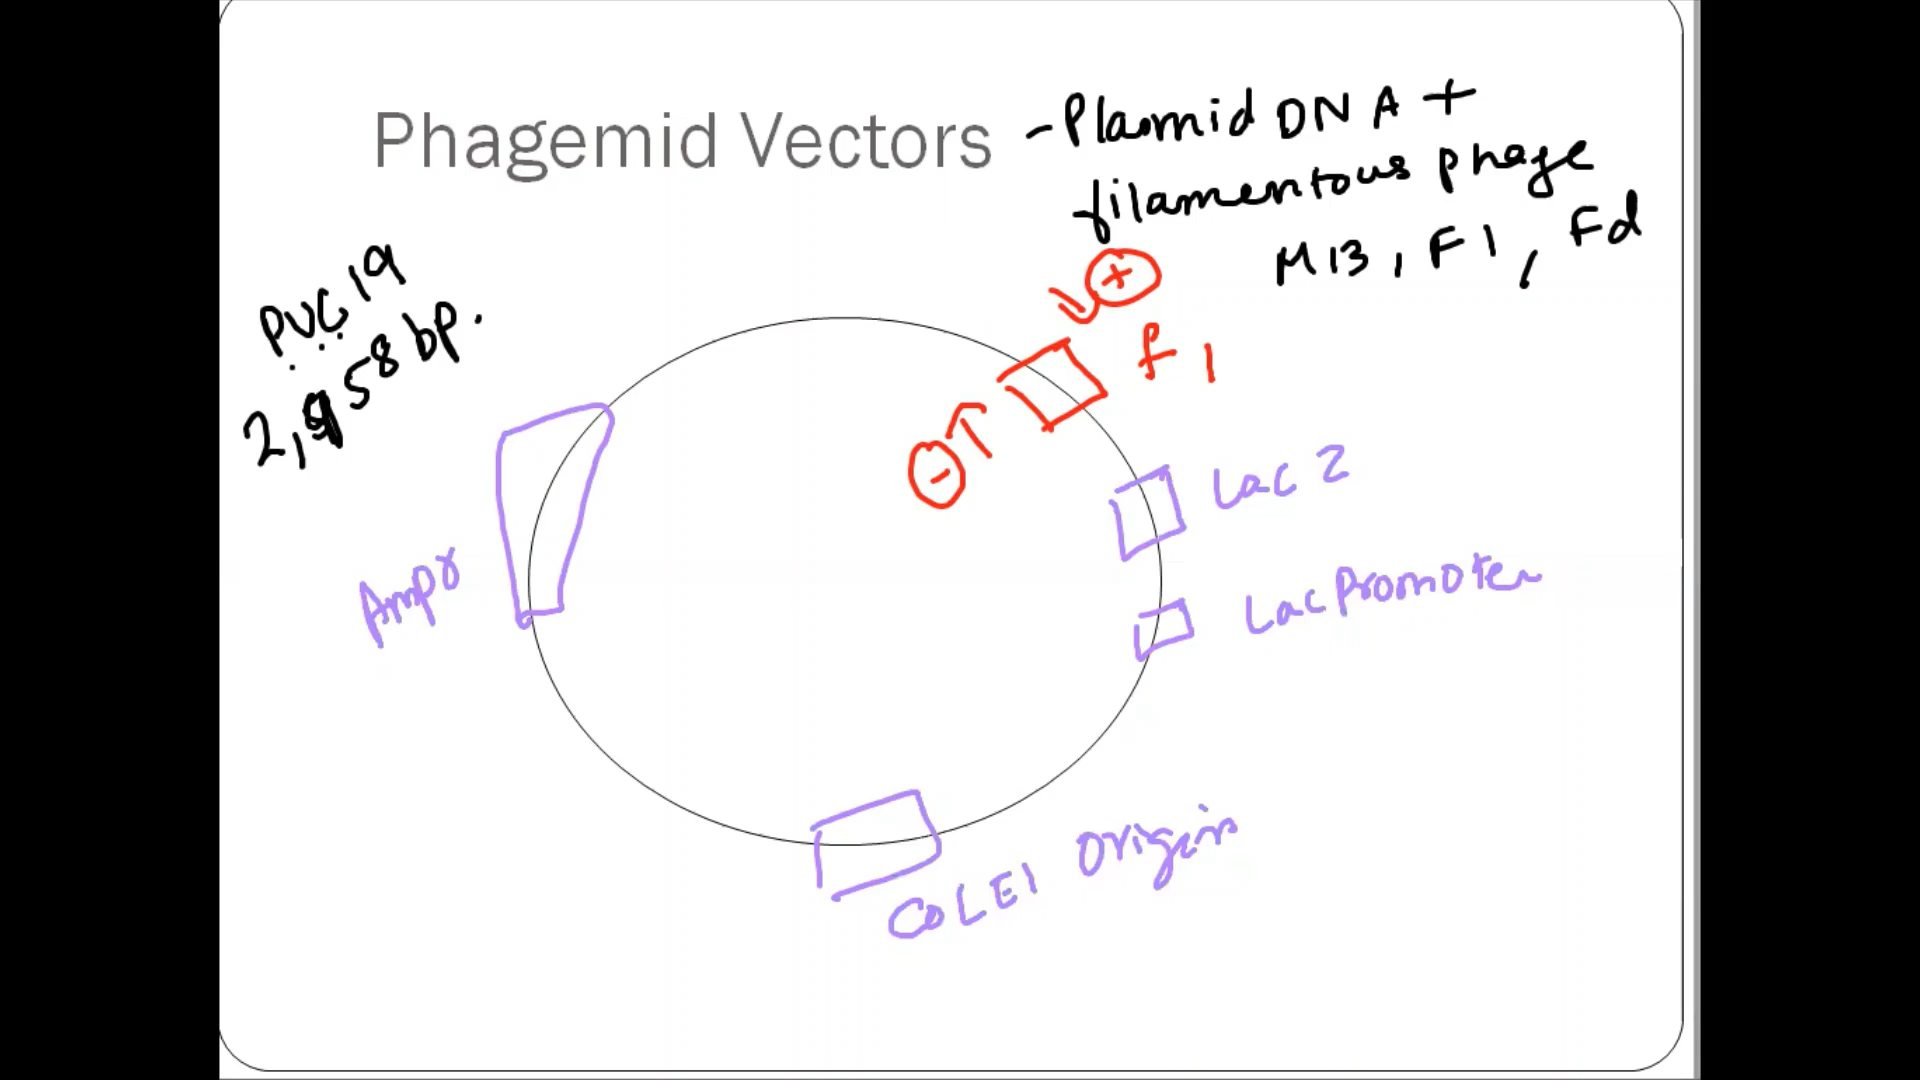 Phagemid Vectors
- Plasmid DNA +
filamentous phage
M13, F1, Fd
PUC19
2,958 bp.
+
f1
-
Lac Z
Lac Promoter
Ampr
COLE1 Origin